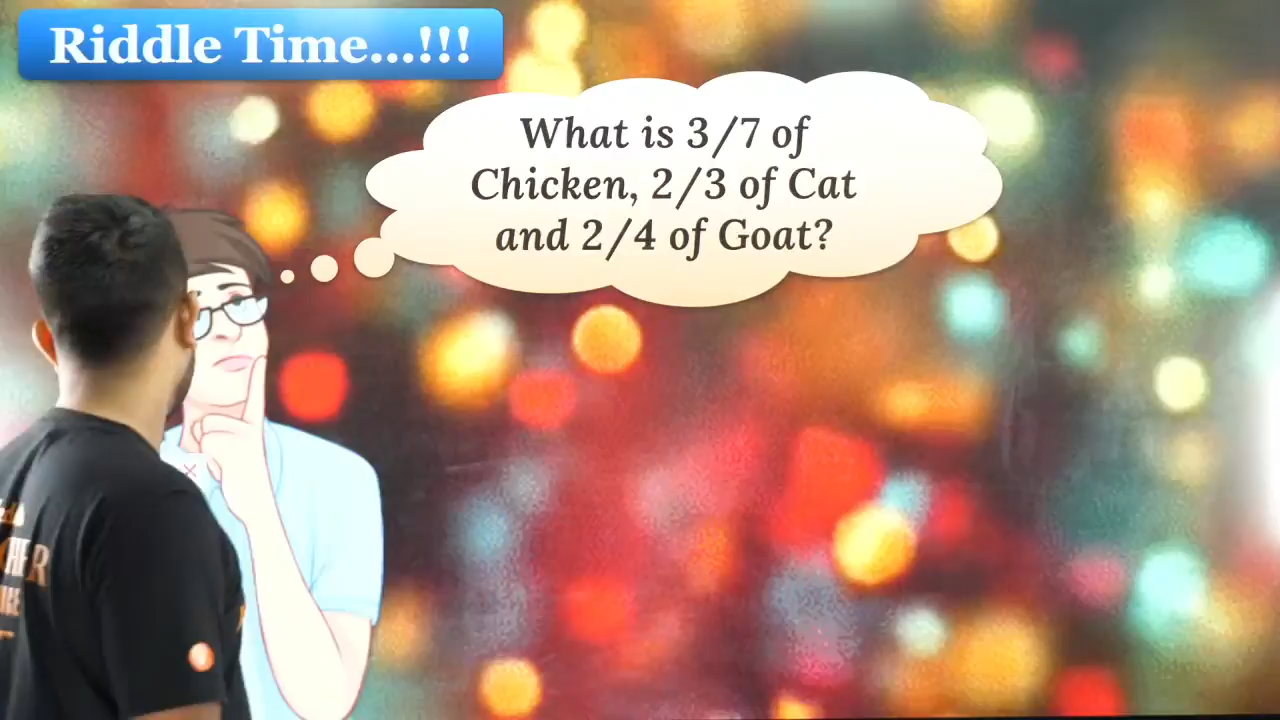 Riddle Time...!!!
What is 3/7 of
Chicken, 2/3 of Cat
and 2/4 of Goat?